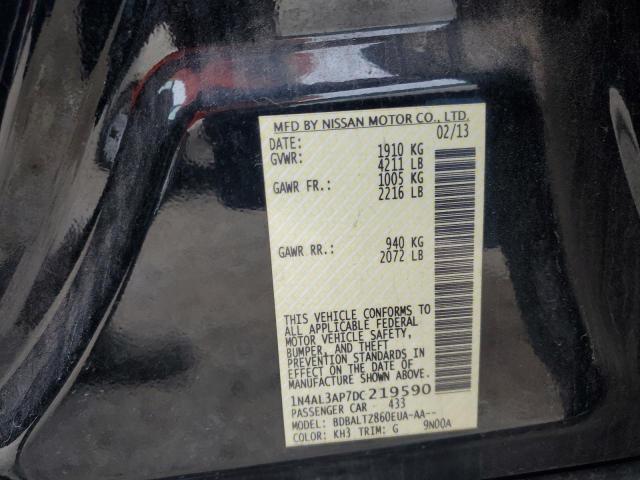 MFD BY NISSAN MOTOR CO., LTD.
DATE: 02/13
GVWR: 1910 KG
4211 LB
GAWR FR.: 1005 KG
2216 LB
GAWR RR.: 940 KG
2072 LB
THIS VEHICLE CONFORMS TO
ALL APPLICABLE FEDERAL
MOTOR VEHICLE SAFETY,
BUMPER, AND THEFT
PREVENTION STANDARDS IN
EFFECT ON THE DATE OF
MANUFACTURE SHOWN ABOVE.
1N4AL3AP7DC219590
PASSENGER CAR 433
MODEL: BDBALTZ860EUA-AA--
COLOR: KH3 TRIM: G 9N00A